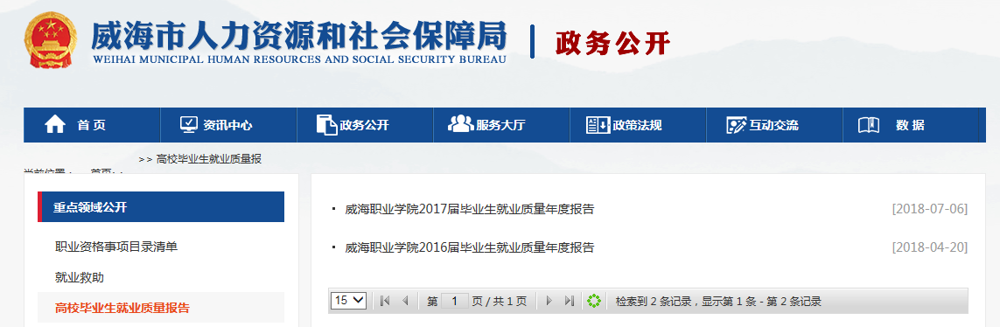 威海市人力资源和社会保障局
政务公开
WEIHAI MUNICIPAL HUMAN RESOURCES AND SOCIAL SECURITY BUREAU
首 页 资讯中心 政务公开 服务大厅 政策法规 互动交流 数 据
>> 高校毕业生就业质量报
重点领域公开
职业资格事项目录清单
就业救助
高校毕业生就业质量报告
威海职业学院2017届毕业生就业质量年度报告 [2018-07-06]
威海职业学院2016届毕业生就业质量年度报告 [2018-04-20]
15 第 1 页 / 共 1 页 检索到 2 条记录，显示第 1 条 - 第 2 条记录